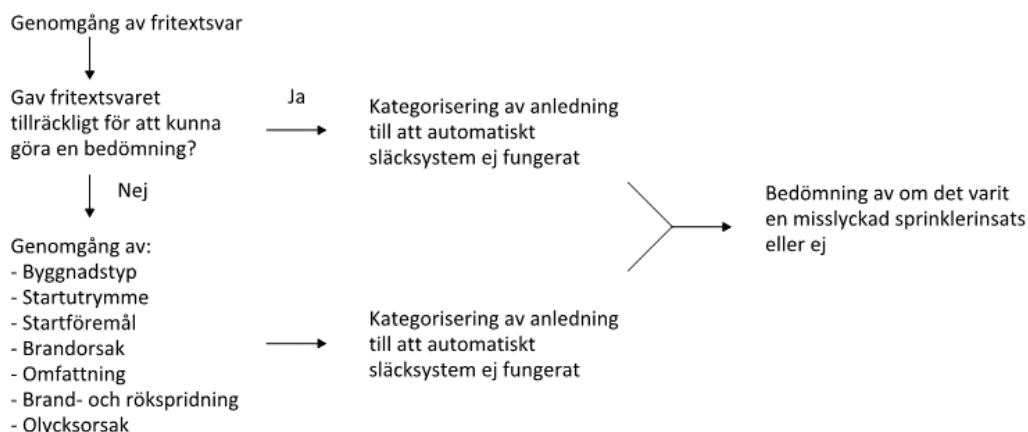 Genomgång av fritextsvar
Gav fritextsvaret
tillräckligt för att kunna
göra en bedömning?
Ja
Kategorisering av anledning
till att automatiskt
släcksystem ej fungerat
Nej
Bedömning av om det varit
en misslyckad sprinklerinsats
eller ej
Genomgång av:
- Byggnadstyp
- Startutrymme
- Startföremål
- Brandorsak
- Omfattning
- Brand- och rökspridning
- Olycksorsak
Kategorisering av anledning
till att automatiskt
släcksystem ej fungerat